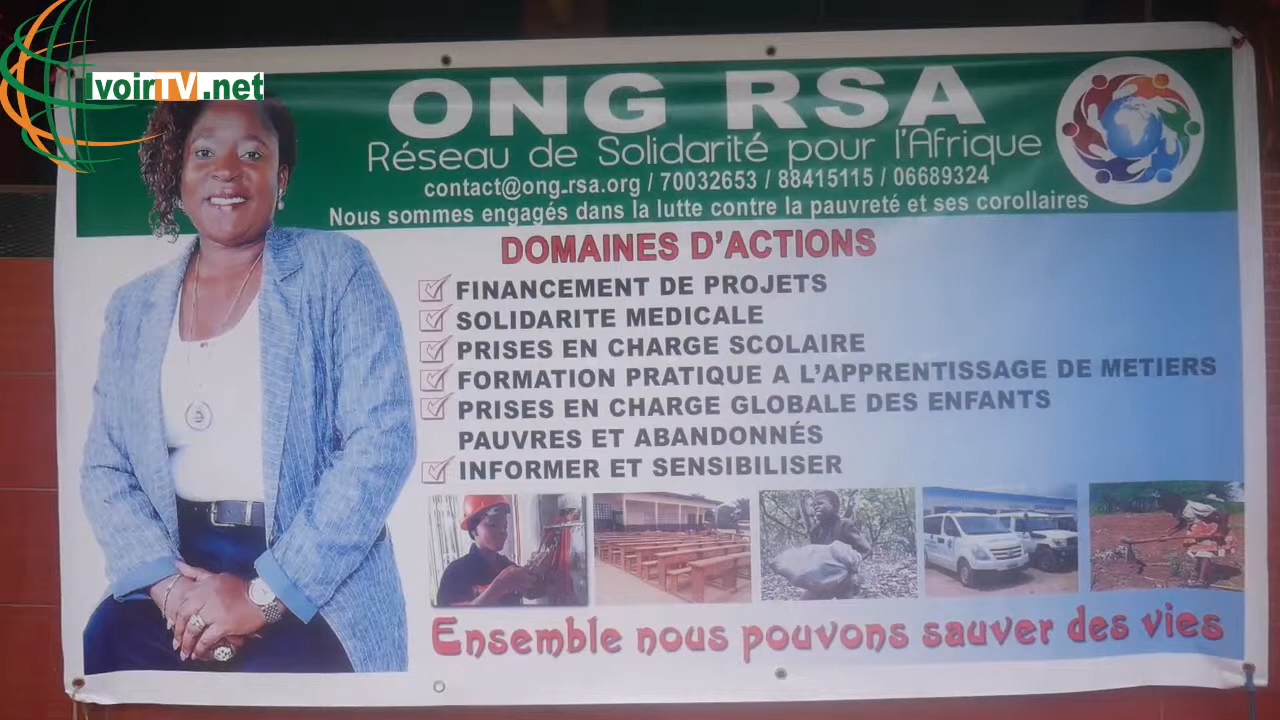 IvoirTV.net
ONG RSA
Réseau de Solidarité pour l'Afrique
contact@ong-rsa.org / 70032653 / 88415115 / 06689324
Nous sommes engagés dans la lutte contre la pauvreté et ses corollaires
DOMAINES D'ACTIONS
FINANCEMENT DE PROJETS
SOLIDARITE MEDICALE
PRISES EN CHARGE SCOLAIRE
FORMATION PRATIQUE A L'APPRENTISSAGE DE METIERS
PRISES EN CHARGE GLOBALE DES ENFANTS
PAUVRES ET ABANDONNÉS
INFORMER ET SENSIBILISER
Ensemble nous pouvons sauver des vies